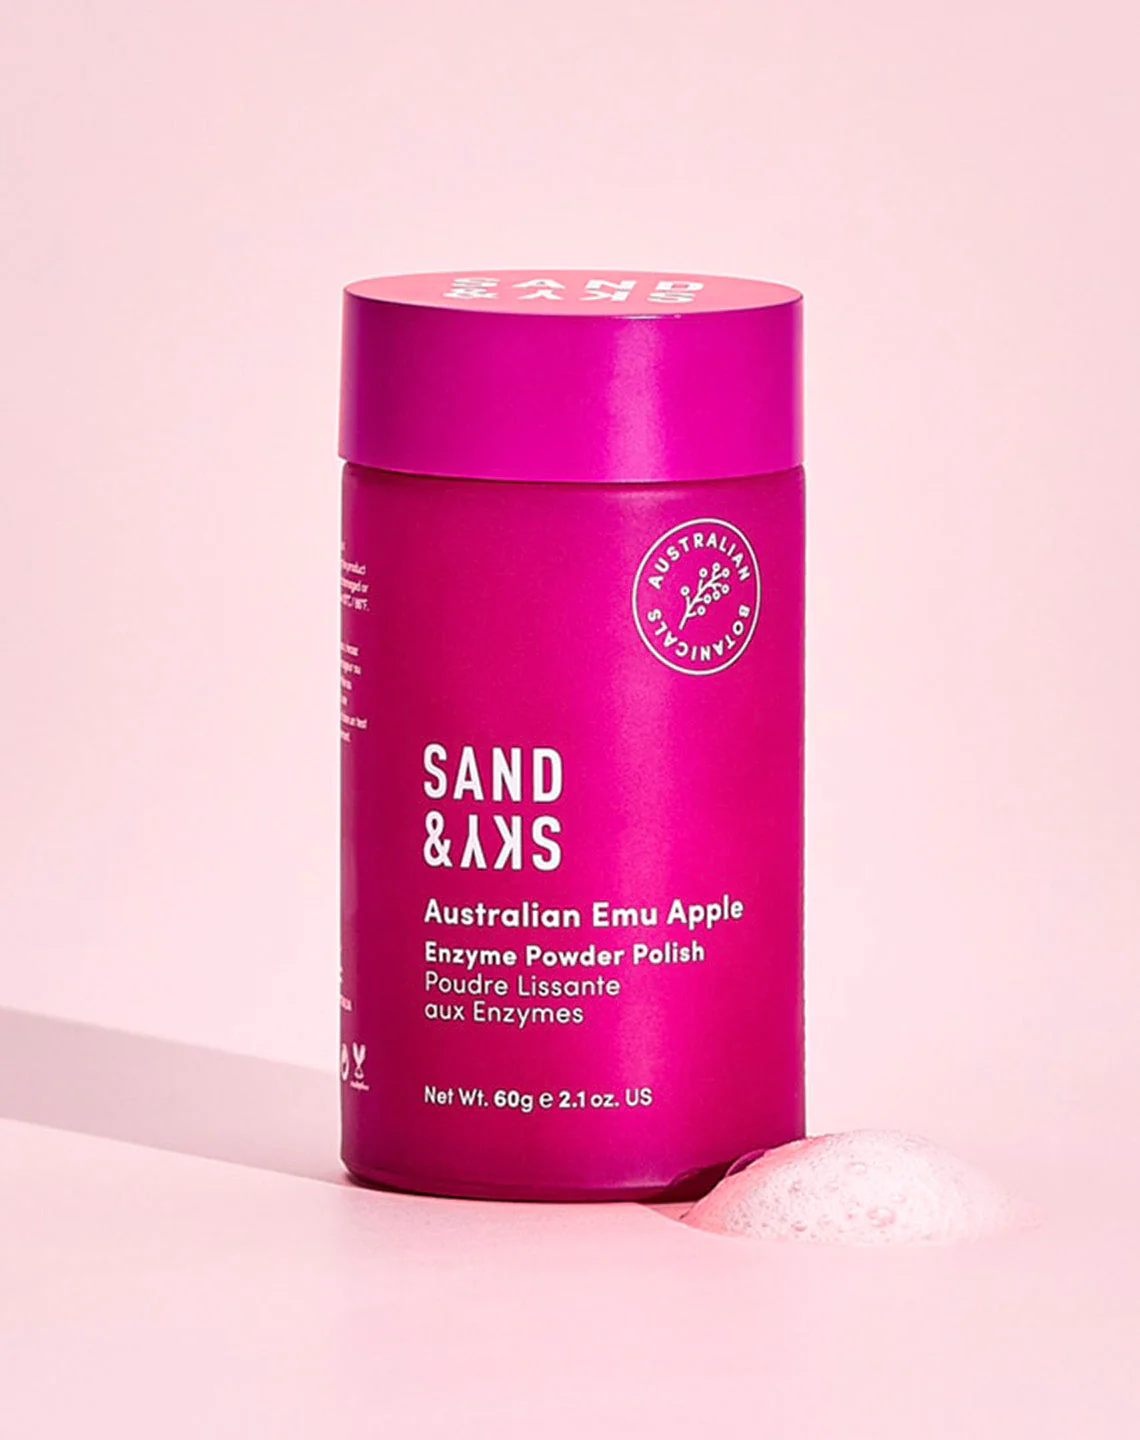 SAND
& SKY
AUSTRALIAN BOTANICALS
SAND
& SKY
Australian Emu Apple
Enzyme Powder Polish
Poudre Lissante
aux Enzymes
Net Wt. 60g e 2.1 oz. US